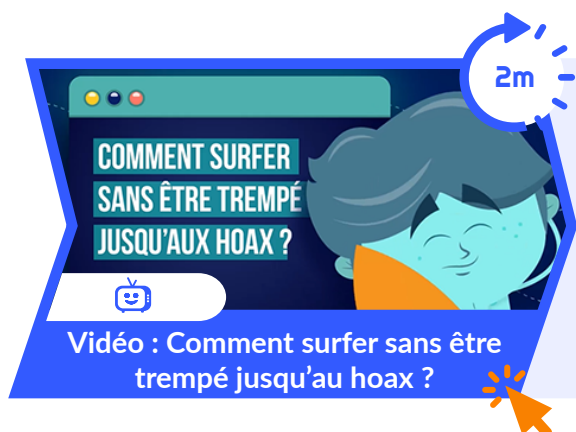 2m
COMMENT SURFER
SANS ÊTRE TREMPÉ
JUSQU'AUX HOAX ?
Vidéo : Comment surfer sans être
trempé jusqu'au hoax ?